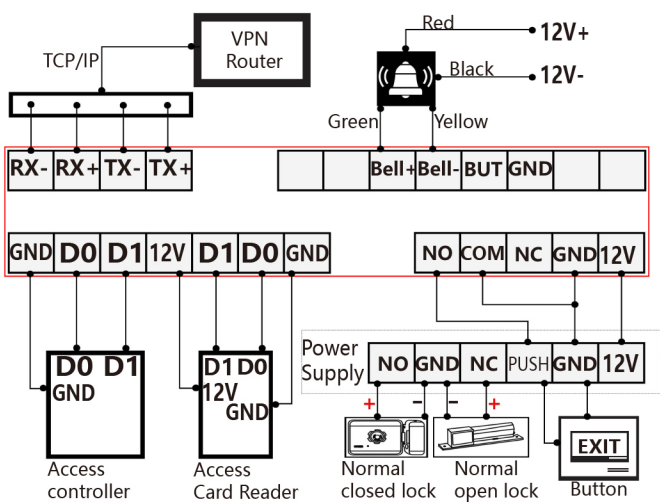 Red
12V+
VPN
Router
TCP/IP
Black
12V-
Green
Yellow
RX- RX+ TX- TX+
Bell+ Bell- BUT GND
GND D0 D1 12V D1 D0 GND
NO COM NC GND 12V
Power
Supply
NO GND NC PUSH GND 12V
D0 D1
GND
D1 D0
12V
GND
+ - - +
EXIT
Access
controller
Access
Card Reader
Normal
closed lock
Normal
open lock
Button